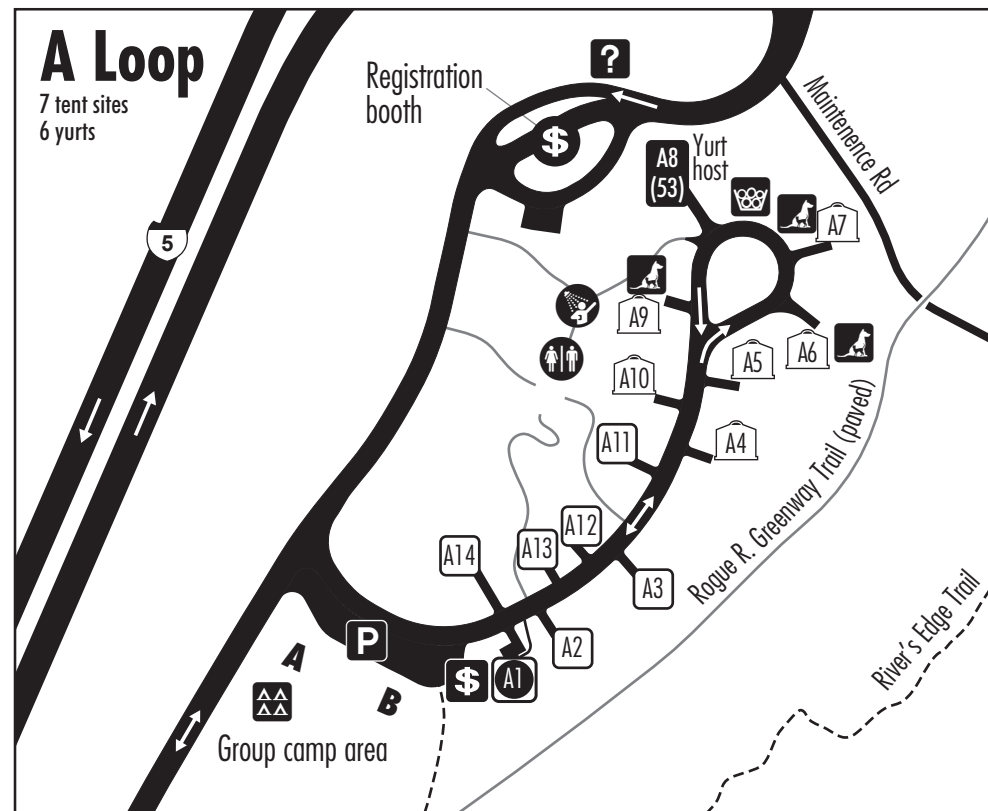 A Loop
7 tent sites
6 yurts
5
?
Registration
booth
$
A8
(53)
Yurt
host
Maintenence Rd
A7
A9
A6
A5
A10
A4
A11
A12
A13
A14
A3
A2
A1
$
P
A
B
Group camp area
Rogue R. Greenway Trail (paved)
River's Edge Trail